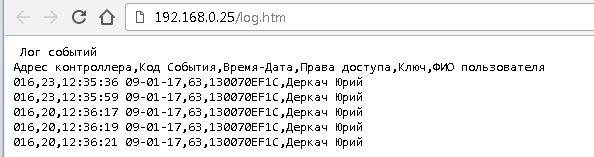 192.168.0.25/log.htm
Лог событий
Адрес контроллера,Код События,Время-Дата,Права доступа,Ключ,ФИО пользователя
016,23,12:35:36 09-01-17,63,130070EF1C,Деркач Юрий
016,23,12:35:59 09-01-17,63,130070EF1C,Деркач Юрий
016,20,12:36:17 09-01-17,63,130070EF1C,Деркач Юрий
016,20,12:36:19 09-01-17,63,130070EF1C,Деркач Юрий
016,20,12:36:21 09-01-17,63,130070EF1C,Деркач Юрий